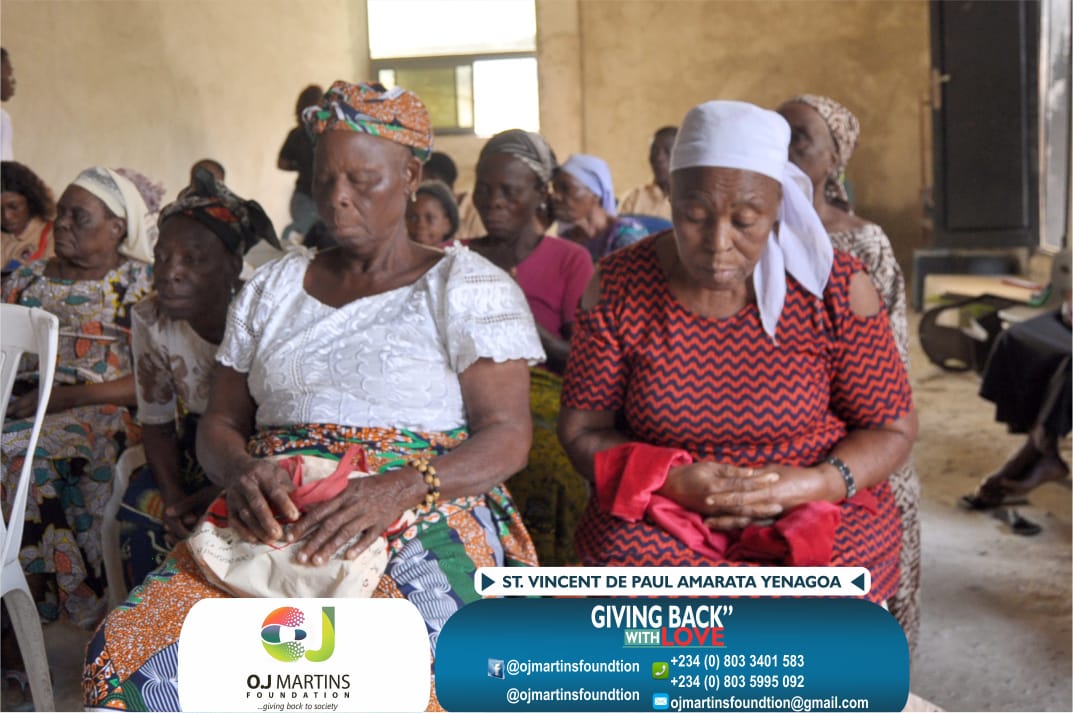 ST. VINCENT DE PAUL AMARATA YENAGOA
OJ
OJ MARTINS
FOUNDATION
...giving back to society
GIVING BACK”
WITH LOVE
@ojmartinsfoundtion
@ojmartinsfoundtion
+234 (0) 803 3401 583
+234 (0) 803 5995 092
ojmartinsfoundtion@gmail.com